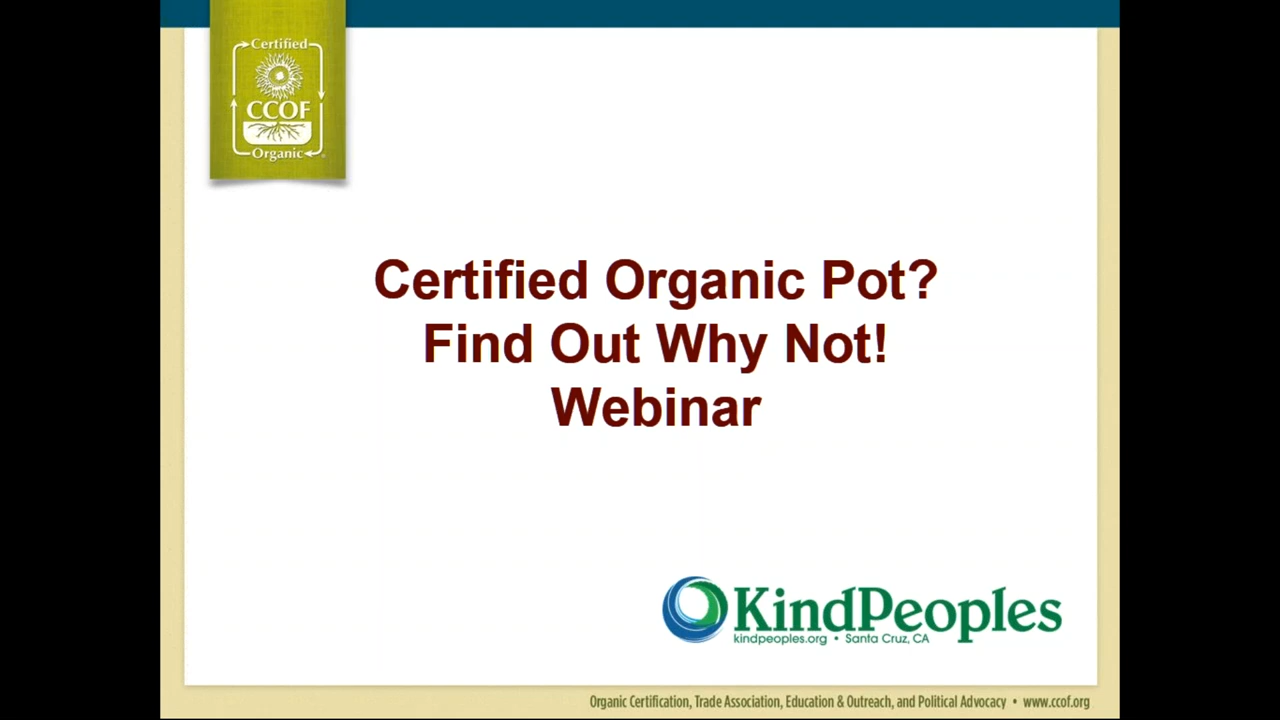 Certified
CCOF
Organic
Certified Organic Pot?
Find Out Why Not!
Webinar
KindPeoples
kindpeoples.org • Santa Cruz, CA
Organic Certification, Trade Association, Education & Outreach, and Political Advocacy • www.ccof.org